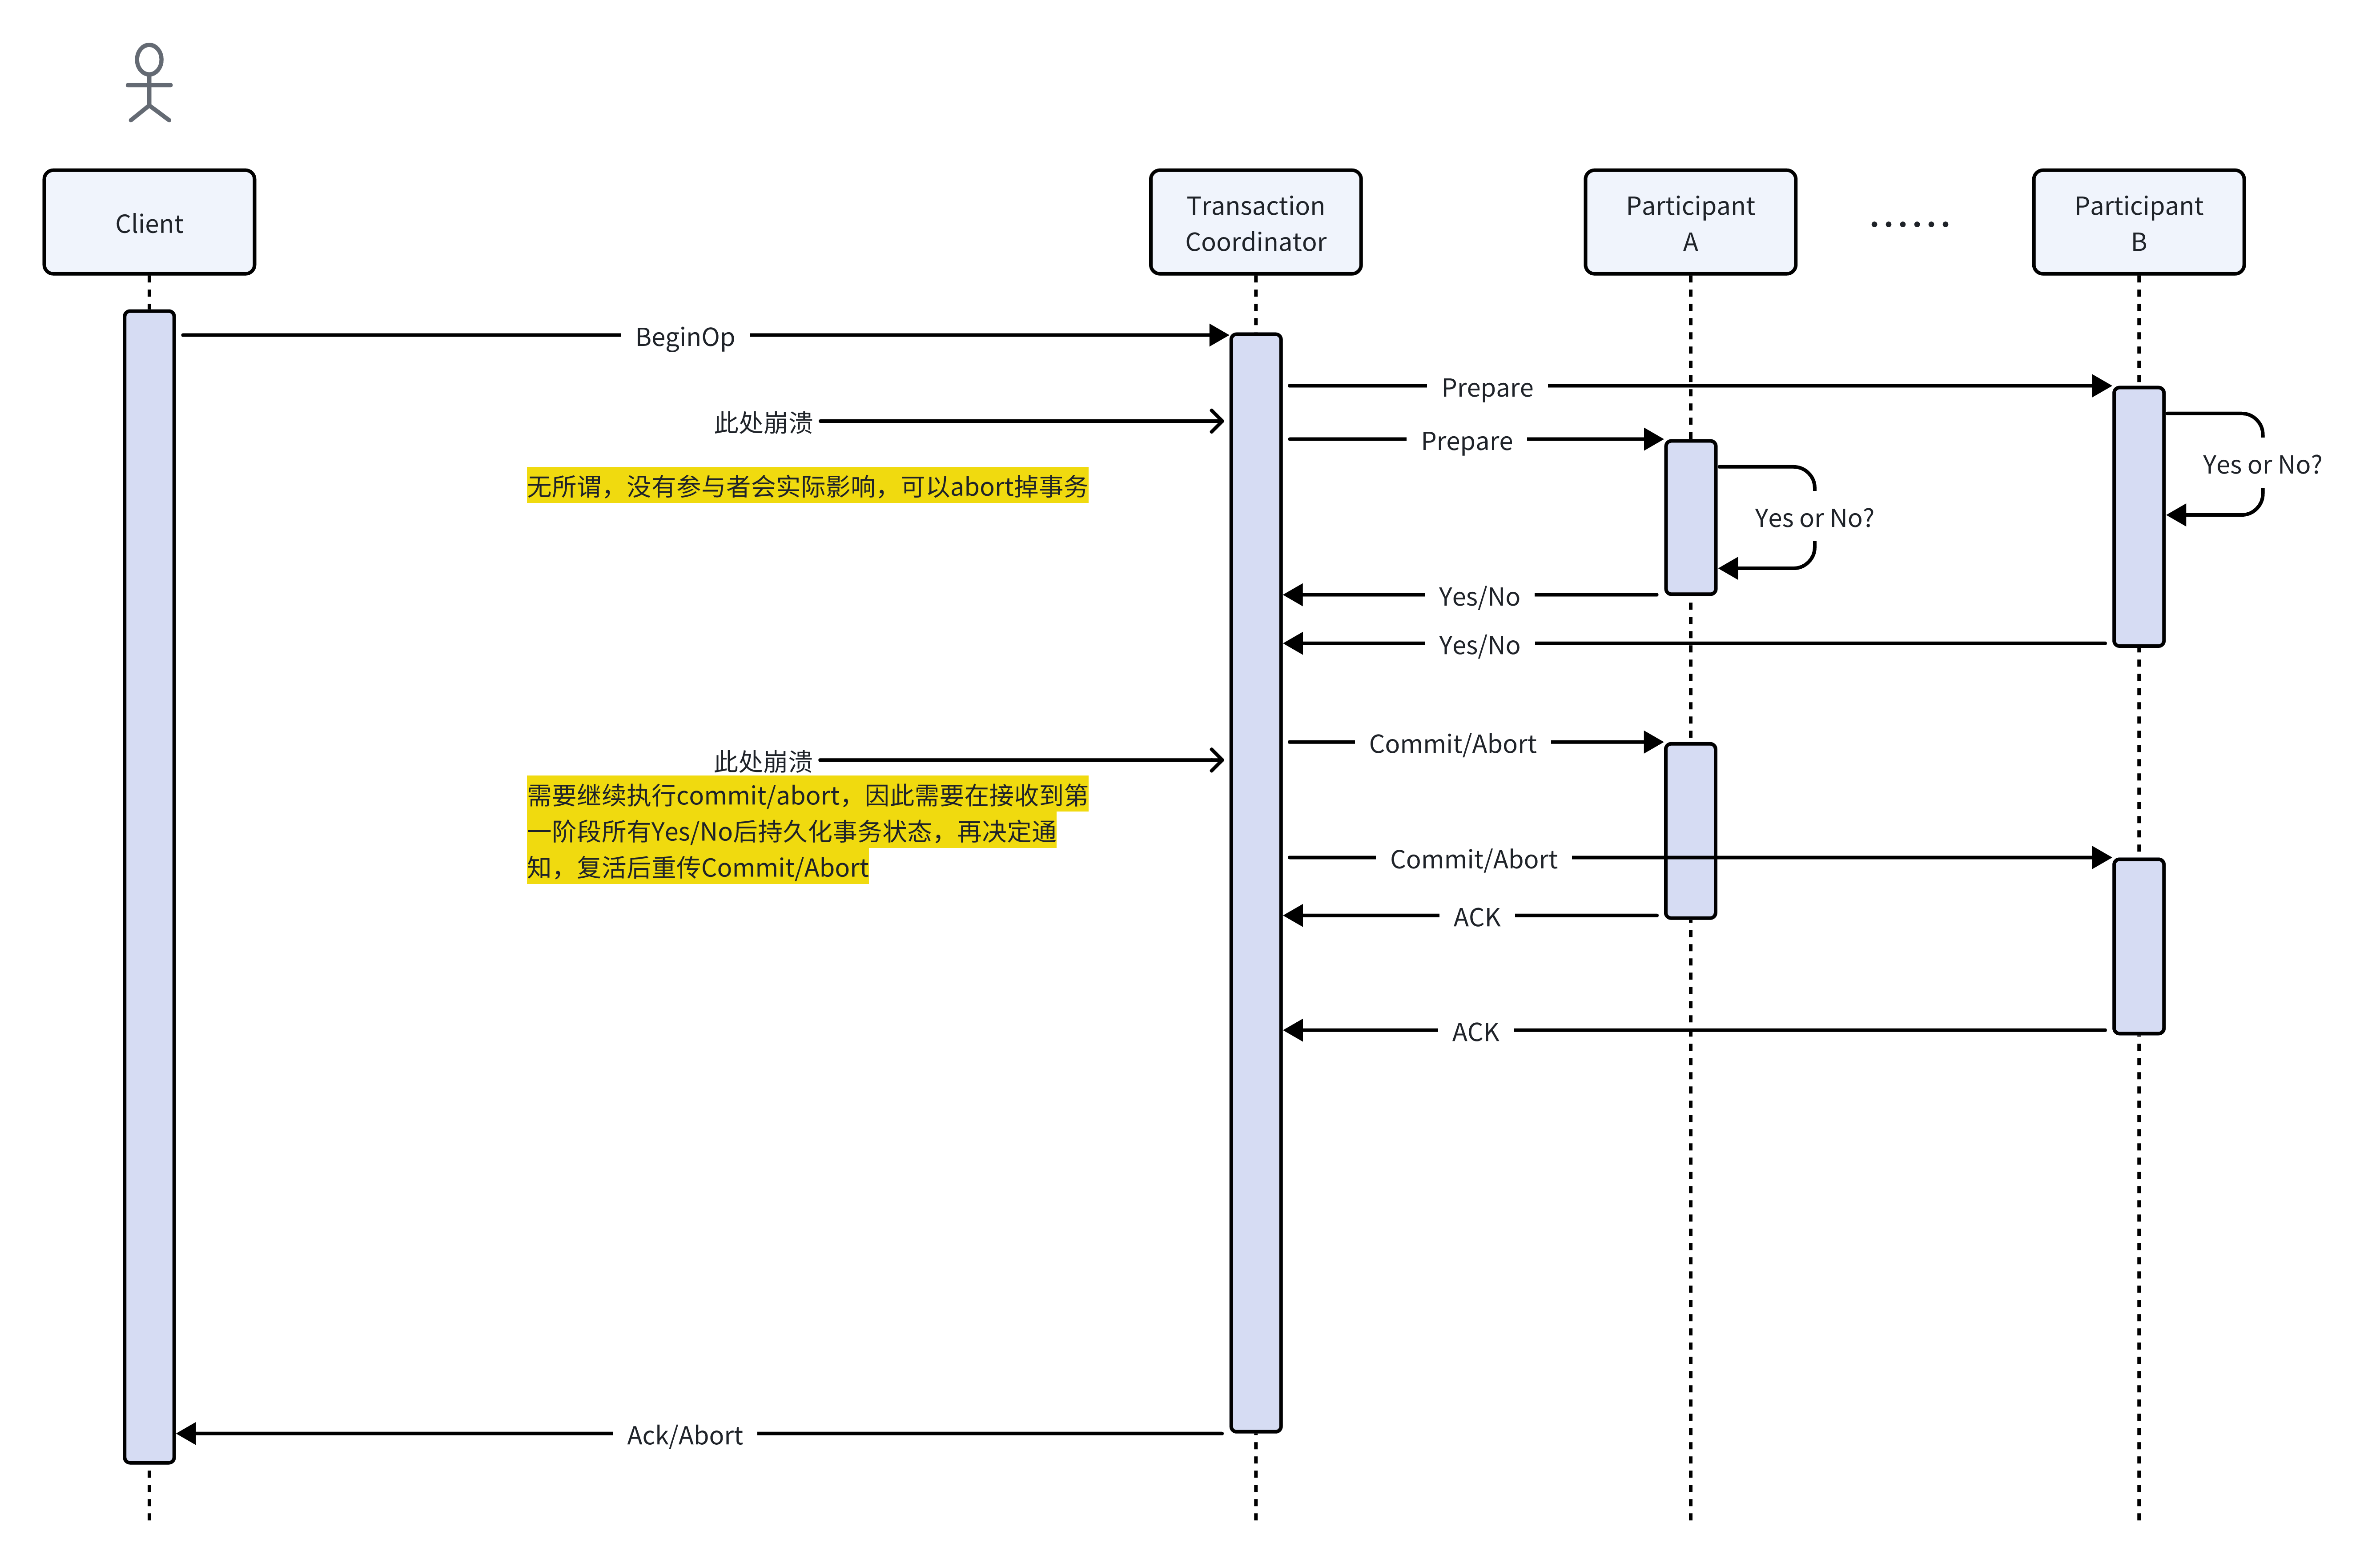 Client
Transaction
Coordinator
Participant
A
......
Participant
B
BeginOp
Prepare
此处崩溃
Prepare
Yes or No?
无所谓，没有参与者会实际影响，可以abort掉事务
Yes or No?
Yes/No
Yes/No
Commit/Abort
此处崩溃
需要继续执行commit/abort，因此需要在接收到第
一阶段所有Yes/No后持久化事务状态，再决定通
知，复活后重传Commit/Abort
Commit/Abort
ACK
ACK
Ack/Abort